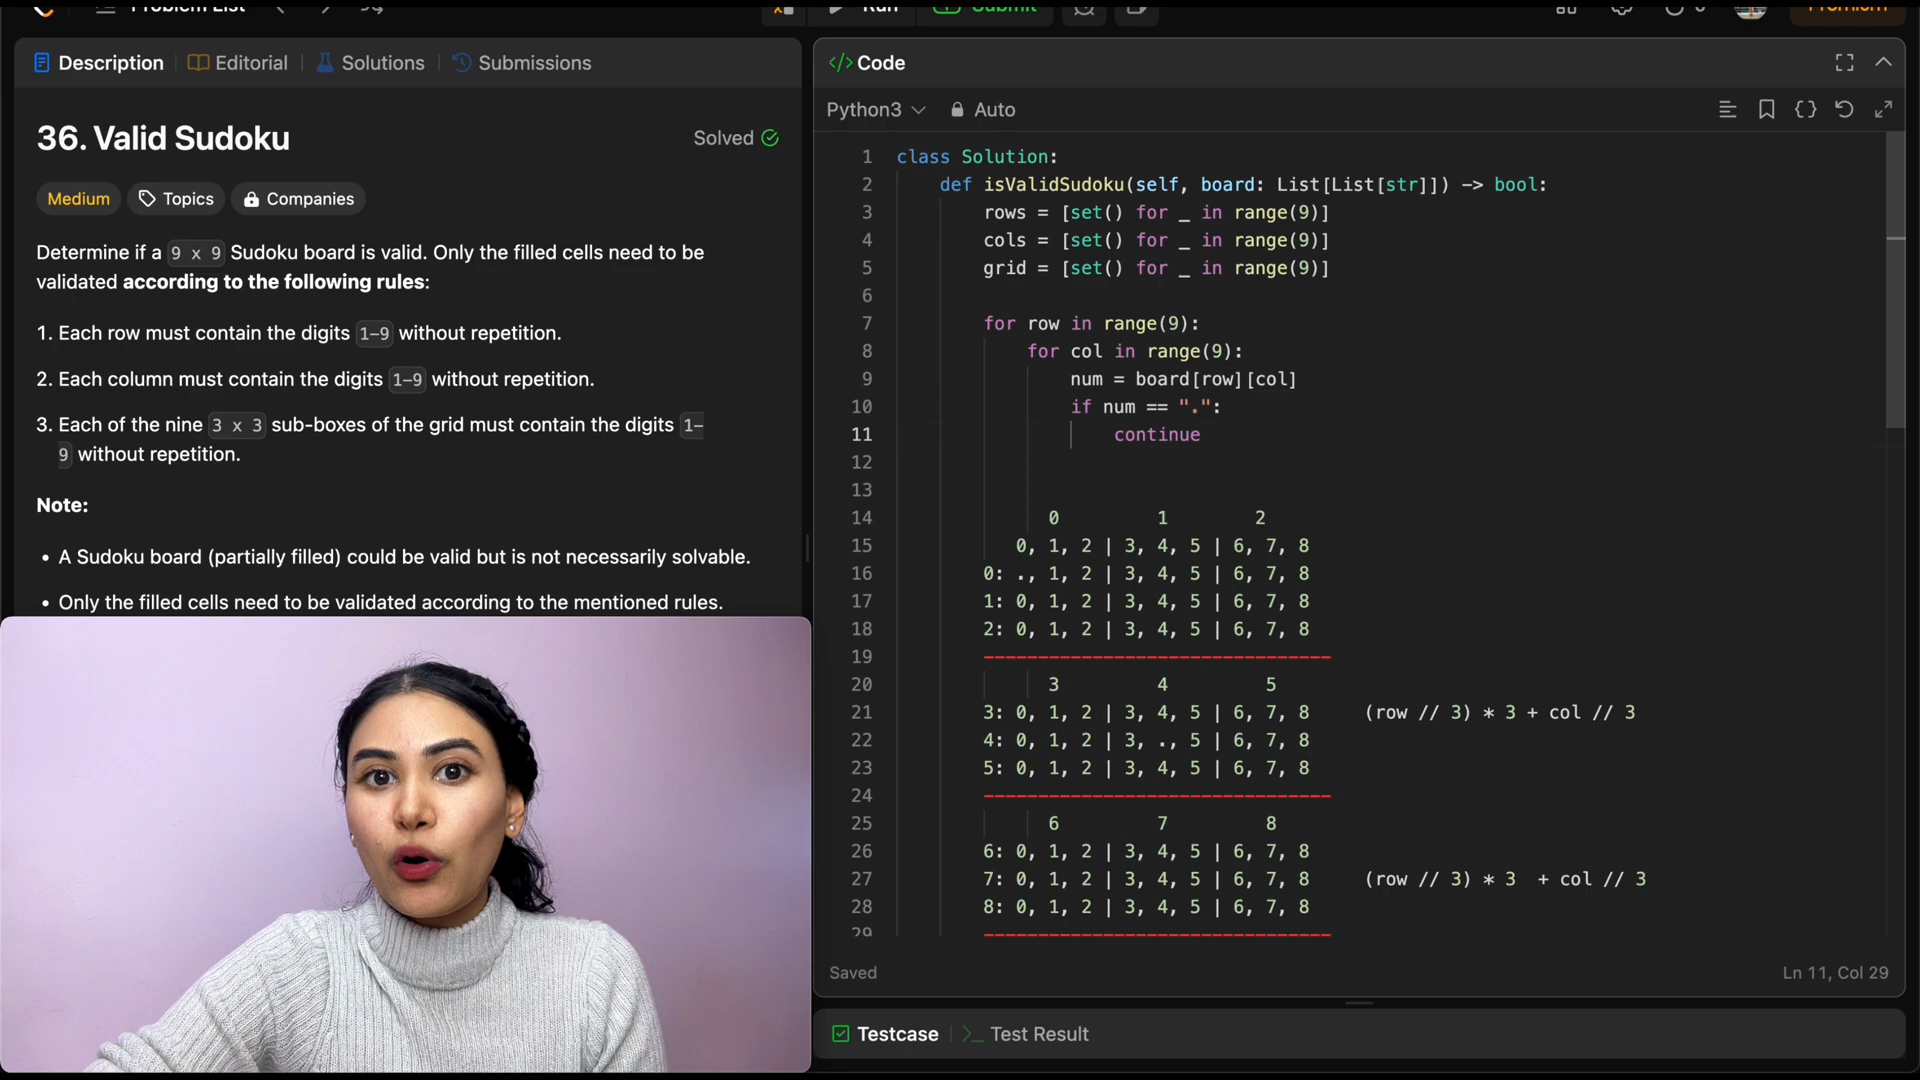 Problem List
Run
Submit
0
Premium
Description
Editorial
Solutions
Submissions
36. Valid Sudoku
Solved
Medium
Topics
Companies
Determine if a 9 x 9 Sudoku board is valid. Only the filled cells need to be
validated according to the following rules:
1. Each row must contain the digits 1-9 without repetition.
2. Each column must contain the digits 1-9 without repetition.
3. Each of the nine 3 x 3 sub-boxes of the grid must contain the digits 1-
9 without repetition.
Note:
• A Sudoku board (partially filled) could be valid but is not necessarily solvable.
• Only the filled cells need to be validated according to the mentioned rules.
</> Code
Python3
Auto
1 class Solution:
2 def isValidSudoku(self, board: List[List[str]]) -> bool:
3 rows = [set() for _ in range(9)]
4 cols = [set() for _ in range(9)]
5 grid = [set() for _ in range(9)]
6
7 for row in range(9):
8 for col in range(9):
9 num = board[row][col]
10 if num == ".":
11 continue
12
13
14 0 1 2
15 0, 1, 2 | 3, 4, 5 | 6, 7, 8
16 0: ., 1, 2 | 3, 4, 5 | 6, 7, 8
17 1: 0, 1, 2 | 3, 4, 5 | 6, 7, 8
18 2: 0, 1, 2 | 3, 4, 5 | 6, 7, 8
19 --------------------------------
20 3 4 5
21 3: 0, 1, 2 | 3, 4, 5 | 6, 7, 8 (row // 3) * 3 + col // 3
22 4: 0, 1, 2 | 3, ., 5 | 6, 7, 8
23 5: 0, 1, 2 | 3, 4, 5 | 6, 7, 8
24 --------------------------------
25 6 7 8
26 6: 0, 1, 2 | 3, 4, 5 | 6, 7, 8
27 7: 0, 1, 2 | 3, 4, 5 | 6, 7, 8 (row // 3) * 3 + col // 3
28 8: 0, 1, 2 | 3, 4, 5 | 6, 7, 8
29 --------------------------------
Saved
Ln 11, Col 29
Testcase
Test Result